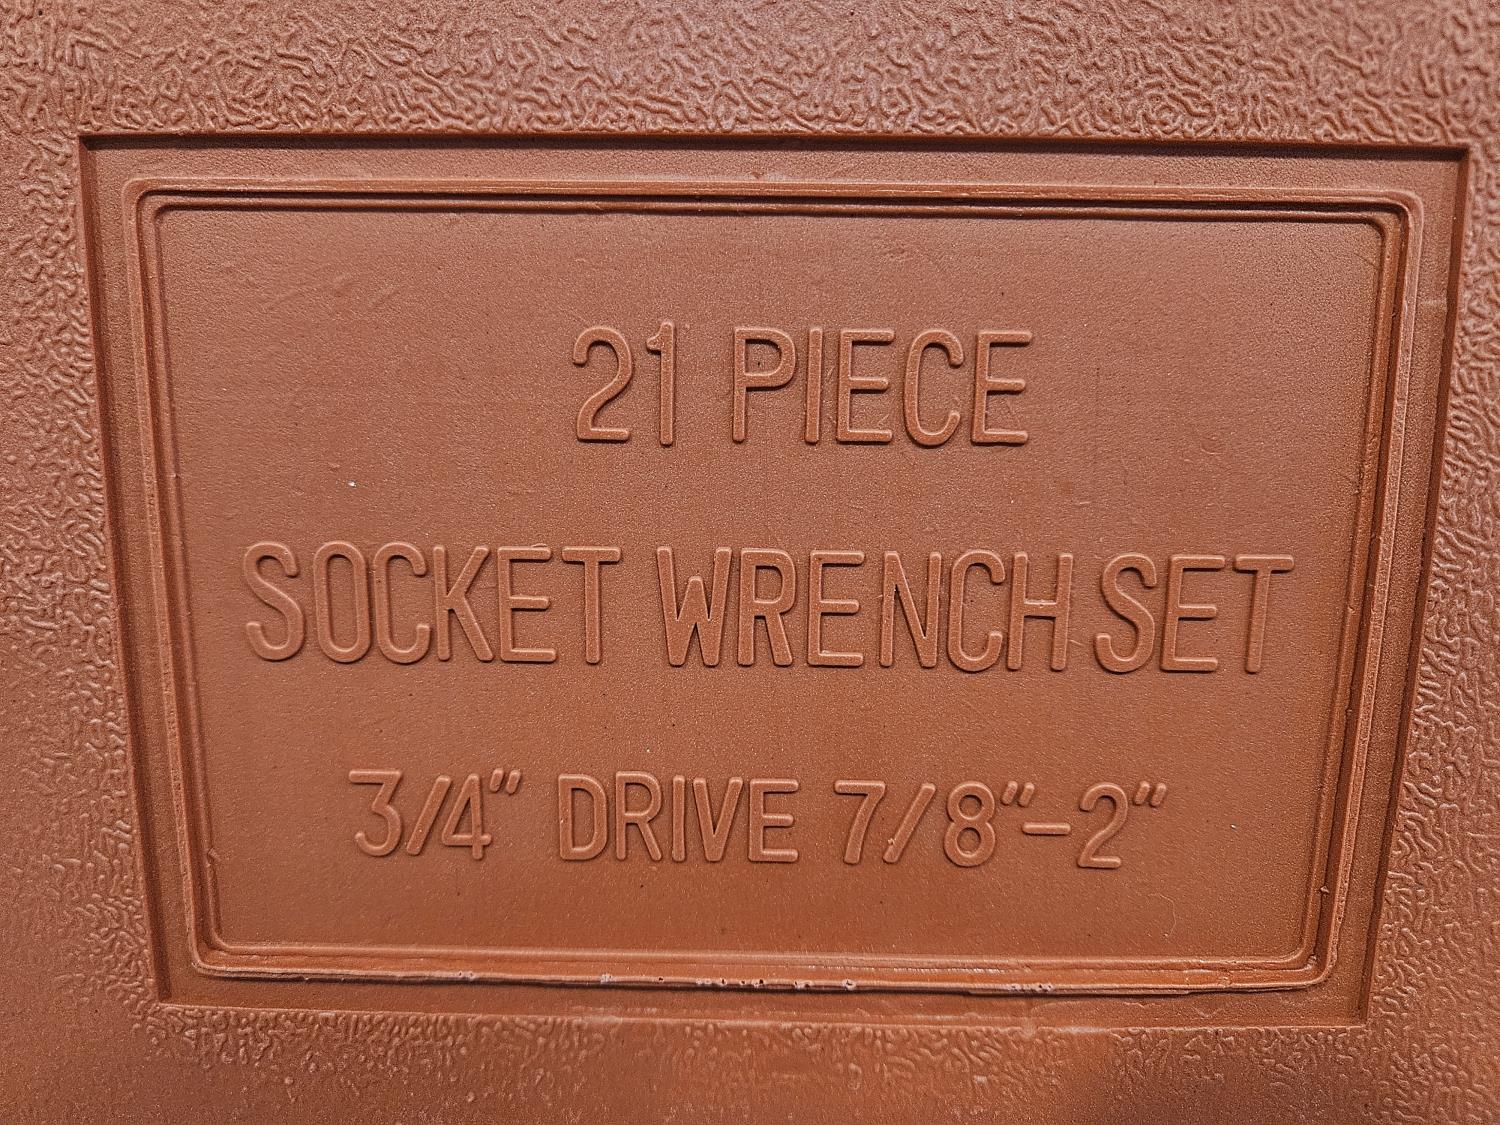 21 PIECE
SOCKET WRENCH SET
3/4" DRIVE 7/8"-2"